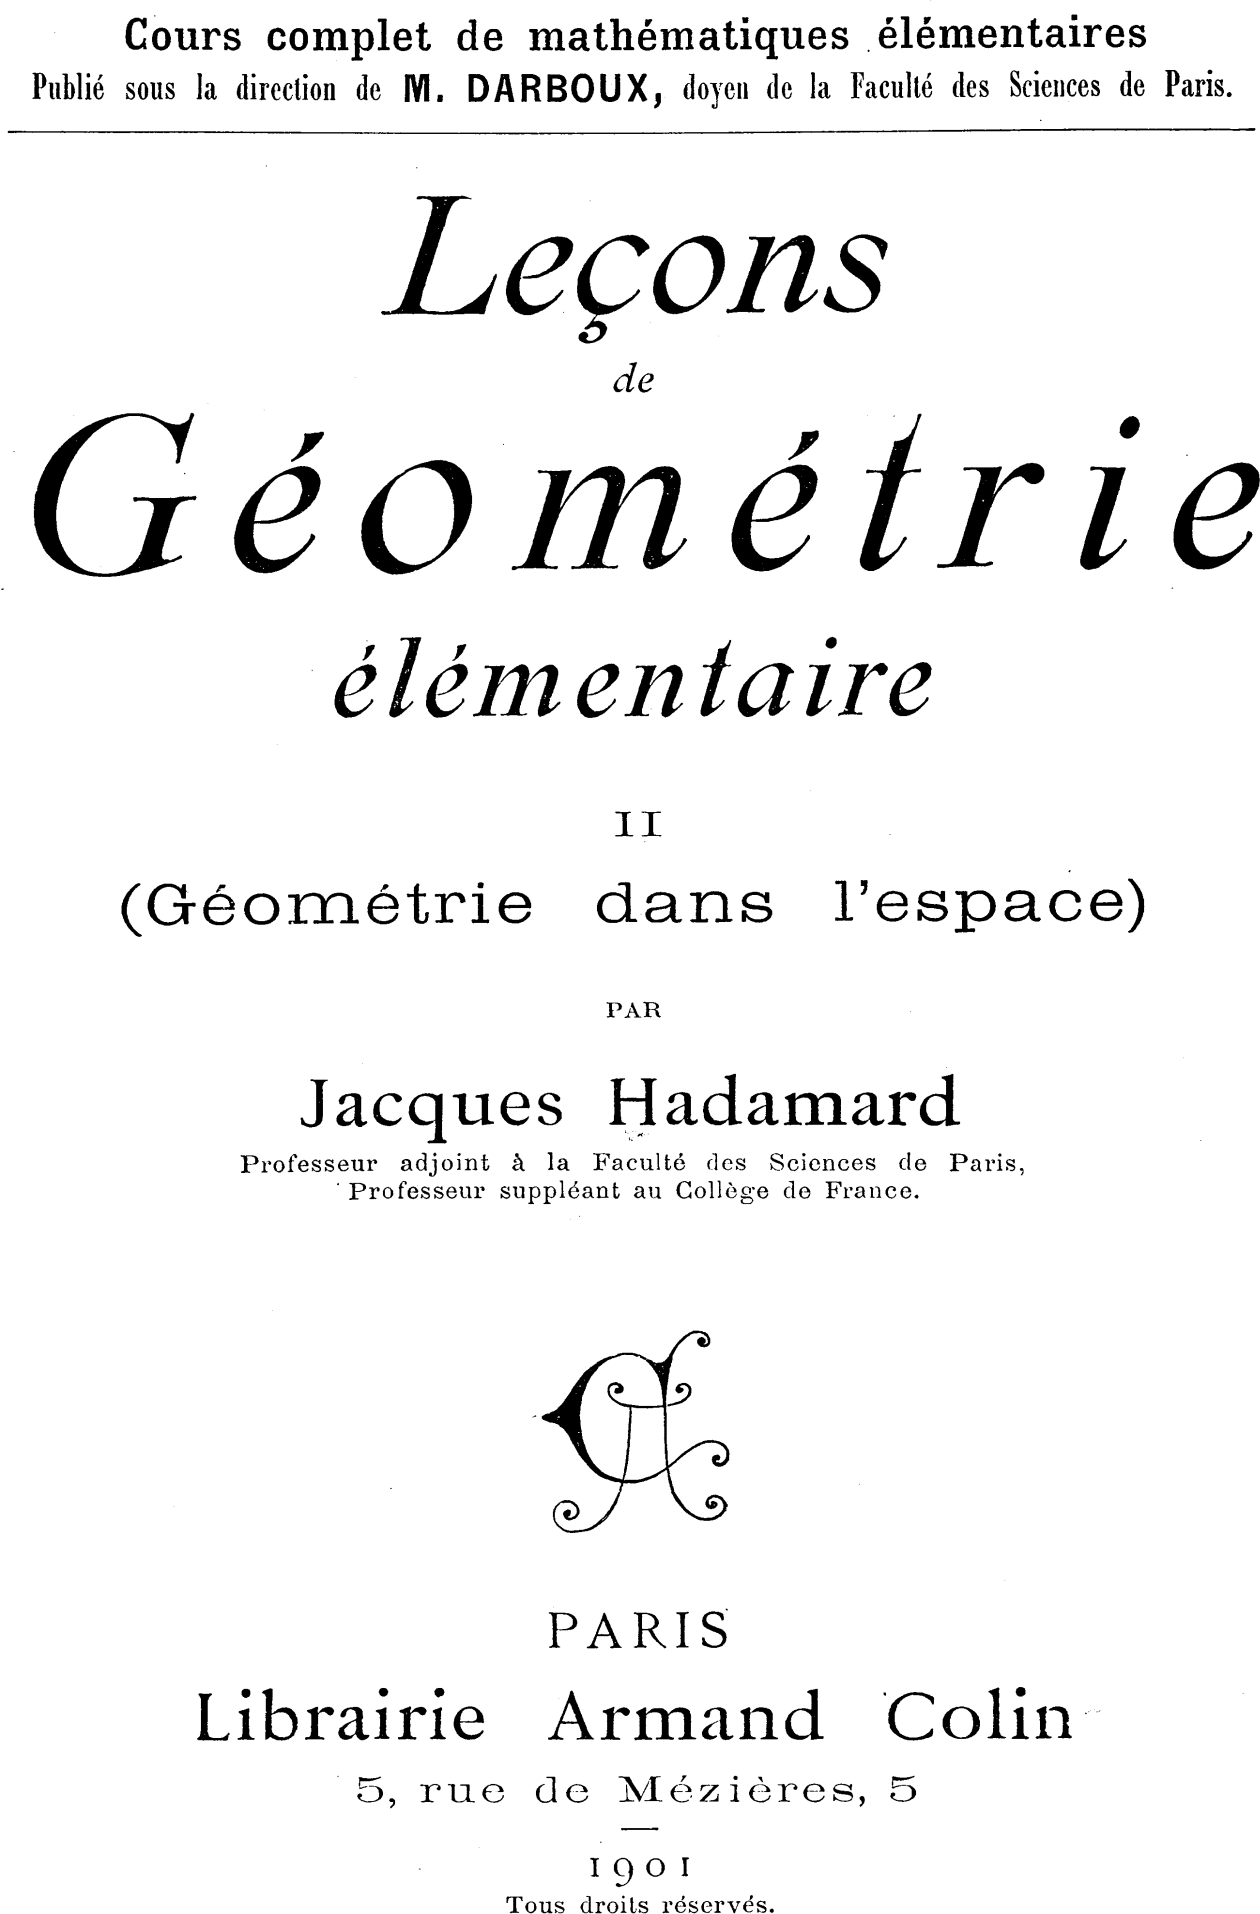 Cours complet de mathématiques élémentaires
Publié sous la direction de M. DARBOUX, doyen de la Faculté des Sciences de Paris.
Leçons
de
Géométrie
élémentaire
II
(Géométrie dans l'espace)
PAR
Jacques Hadamard
Professeur adjoint à la Faculté des Sciences de Paris,
Professeur suppléant au Collège de France.
AC
PARIS
Librairie Armand Colin
5, rue de Mézières, 5
1901
Tous droits réservés.